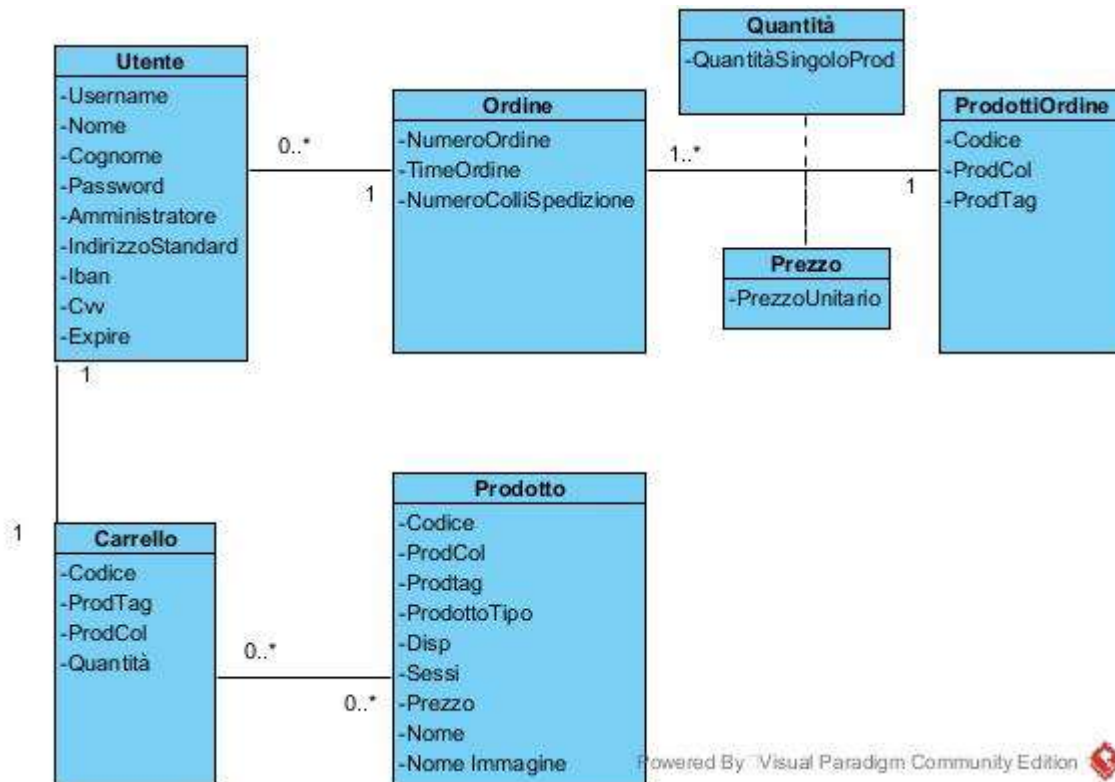 Utente
-Username
-Nome
-Cognome
-Password
-Amministratore
-IndirizzoStandard
-Iban
-Cvv
-Expire
0..*
1
Ordine
-NumeroOrdine
-TimeOrdine
-NumeroColliSpedizione
Quantità
-QuantitàSingoloProd
1..*
1
Prezzo
-PrezzoUnitario
ProdottiOrdine
-Codice
-ProdCol
-ProdTag
1
1
Carrello
-Codice
-ProdTag
-ProdCol
-Quantità
0..*
0..*
Prodotto
-Codice
-ProdCol
-Prodtag
-ProdottoTipo
-Disp
-Sessi
-Prezzo
-Nome
-Nome Immagine
Powered By Visual Paradigm Community Edition